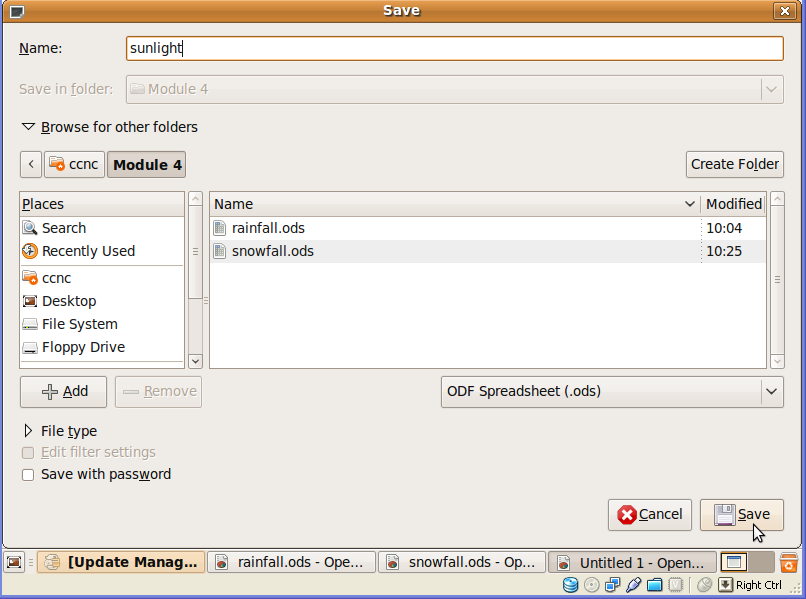 Save
Name: sunlight
Save in folder: Module 4
Browse for other folders
ccnc Module 4 Create Folder
Places Name Modified
Search rainfall.ods 10:04
Recently Used snowfall.ods 10:25
ccnc
Desktop
File System
Floppy Drive
Add Remove ODF Spreadsheet (.ods)
File type
Edit filter settings
Save with password
Cancel Save
[Update Manag... rainfall.ods - Ope... snowfall.ods - Op... Untitled 1 - Open...
Right Ctrl